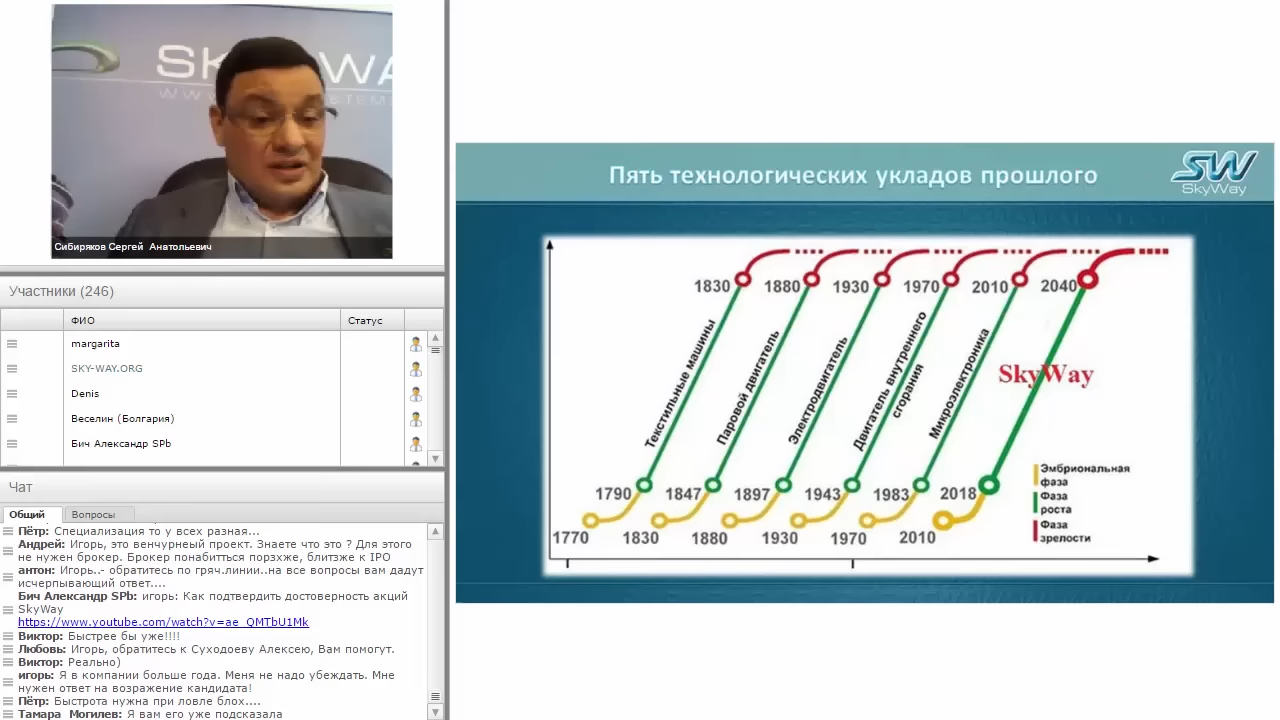 SKYWA
Сибиряков Сергей Анатольевич
Участники (246)
ФИО
Статус
margarita
SKY-WAY.ORG
Denis
Веселин (Болгария)
Бич Александр SPb
Чат
Общий
Вопросы
Пётр: Специализация то у всех разная...
Андрей: Игорь, это венчурнеый проект. Знаете что это ? Для этого
не нужен брокер. Брокер понабитться порзхже, блитзже к IPO
антон: Игорь..- обратитесь по гряч.линии..на все вопросы вам дадут
исчерпывающий ответ....
Бич Александр SPb: игорь: Как подтвердить достоверность акций
SkyWay
https://www.youtube.com/watch?v=ae_QMTbU1Mk
Виктор: Быстрее бы уже!!!!
Любовь: Игорь, обратитесь к Суходоеву Алексею, Вам помогут.
Виктор: Реально)
игорь: Я в компании больше года. Меня не надо убеждать. Мне
нужен ответ на возражение кандидата!
Пётр: Быстрота нужна при ловле блох....
Тамара Могилев: Я вам его уже подсказала
Пять технологических укладов прошлого
SW
SkyWay
1830 1880 1930 1970 2010 2040
Текстильные машины
Паровой двигатель
Электродвигатель
Двигатель внутреннего
сгорания
Микроэлектроника
SkyWay
1790 1847 1897 1943 1983 2018
1770 1830 1880 1930 1970 2010
Эмбриональная
фаза
Фаза
роста
Фаза
зрелости